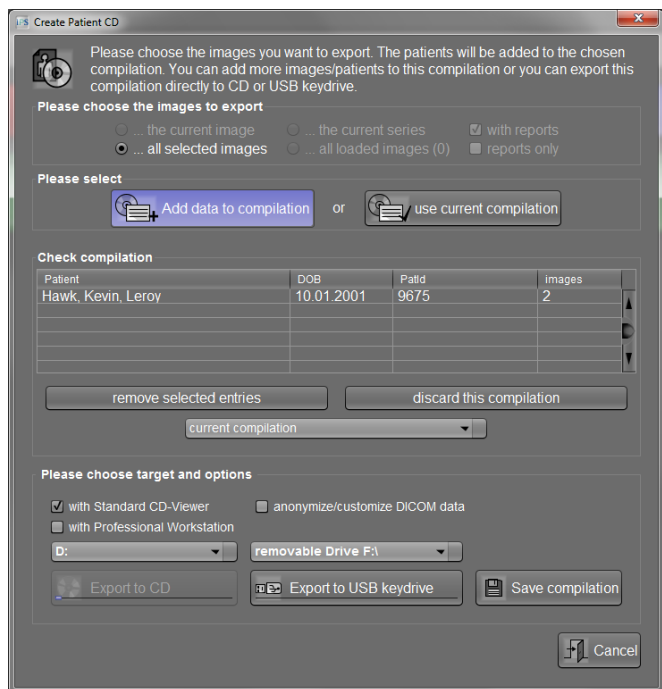 Create Patient CD
Please choose the images you want to export. The patients will be added to the chosen
compilation. You can add more images/patients to this compilation or you can export this
compilation directly to CD or USB keydrive.
Please choose the images to export
... the current image ... the current series with reports
... all selected images ... all loaded images (0) reports only
Please select
Add data to compilation or use current compilation
Check compilation
Patient DOB PatId images
Hawk, Kevin, Leroy 10.01.2001 9675 2
remove selected entries discard this compilation
current compilation
Please choose target and options
with Standard CD-Viewer anonymize/customize DICOM data
with Professional Workstation
D: removable Drive F:\
Export to CD Export to USB keydrive Save compilation
Cancel